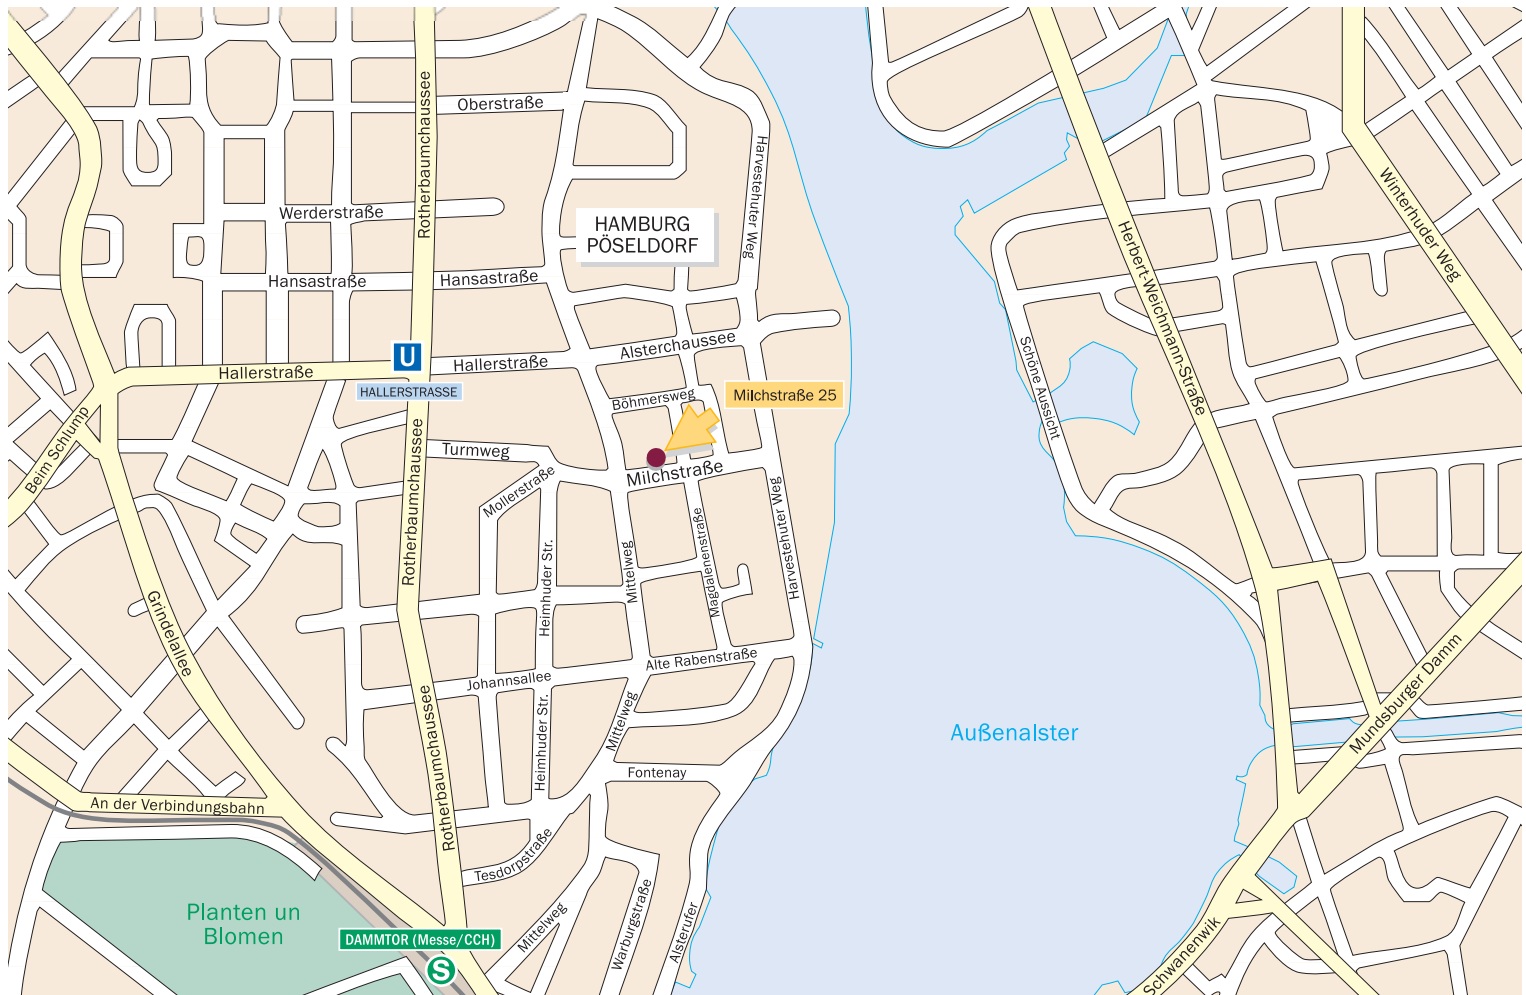 Oberstraße
Rotherbaumchaussee
Harvestehuter Weg
Werderstraße
HAMBURG
PÖSELDORF
Winterhuder Weg
Herbert-Weichmann-Straße
Hansastraße
Hansastraße
U
HALLERSTRASSE
Hallerstraße
Hallerstraße
Alsterchaussee
Schöne Aussicht
Böhmersweg
Milchstraße 25
Beim Schlump
Turmweg
Milchstraße
Mollerstraße
Rotherbaumchaussee
Heimhuder Str.
Mittelweg
Magdalenenstraße
Harvestehuter Weg
Grindelallee
Alte Rabenstraße
Johannsallee
Rotherbaumchaussee
Heimhuder Str.
Mittelweg
Mundsburger Damm
Außenalster
Fontenay
An der Verbindungsbahn
Tesdorpstraße
Planten un
Blomen
DAMMTOR (Messe/CCH)
S
Mittelweg
Warburgstraße
Alsterufer
Schwanenwik